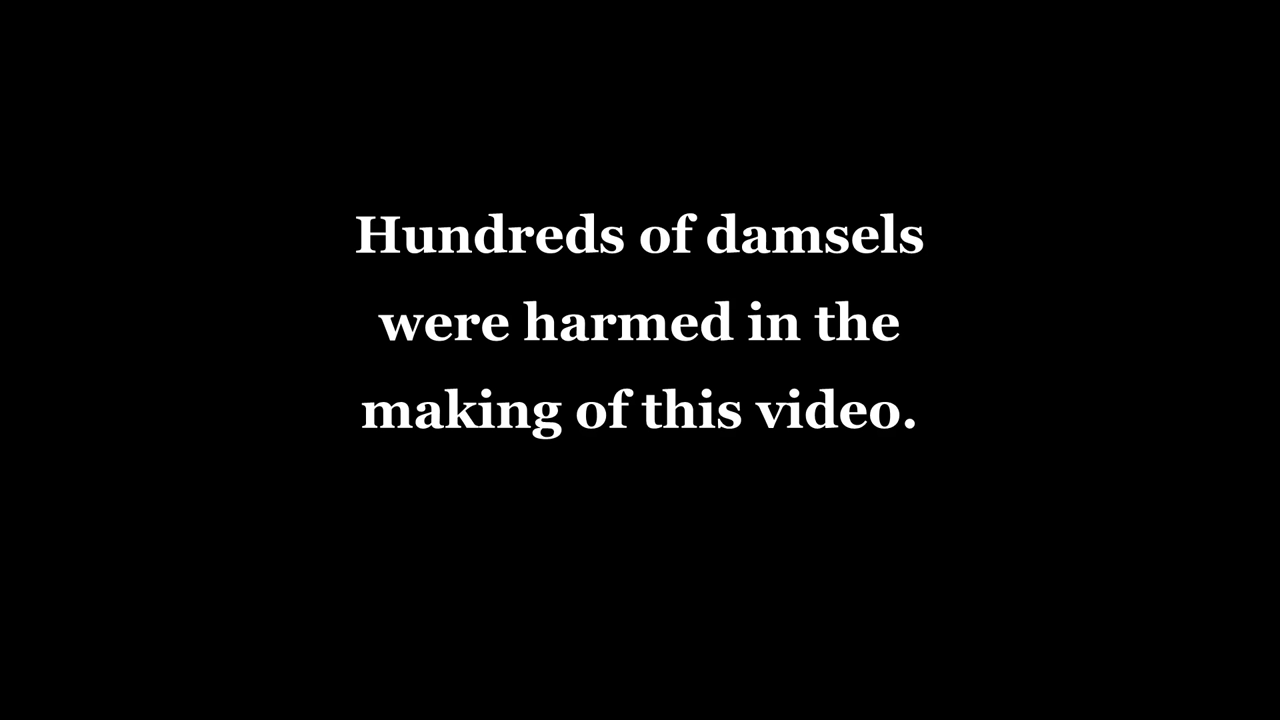 Hundreds of damsels
were harmed in the
making of this video.